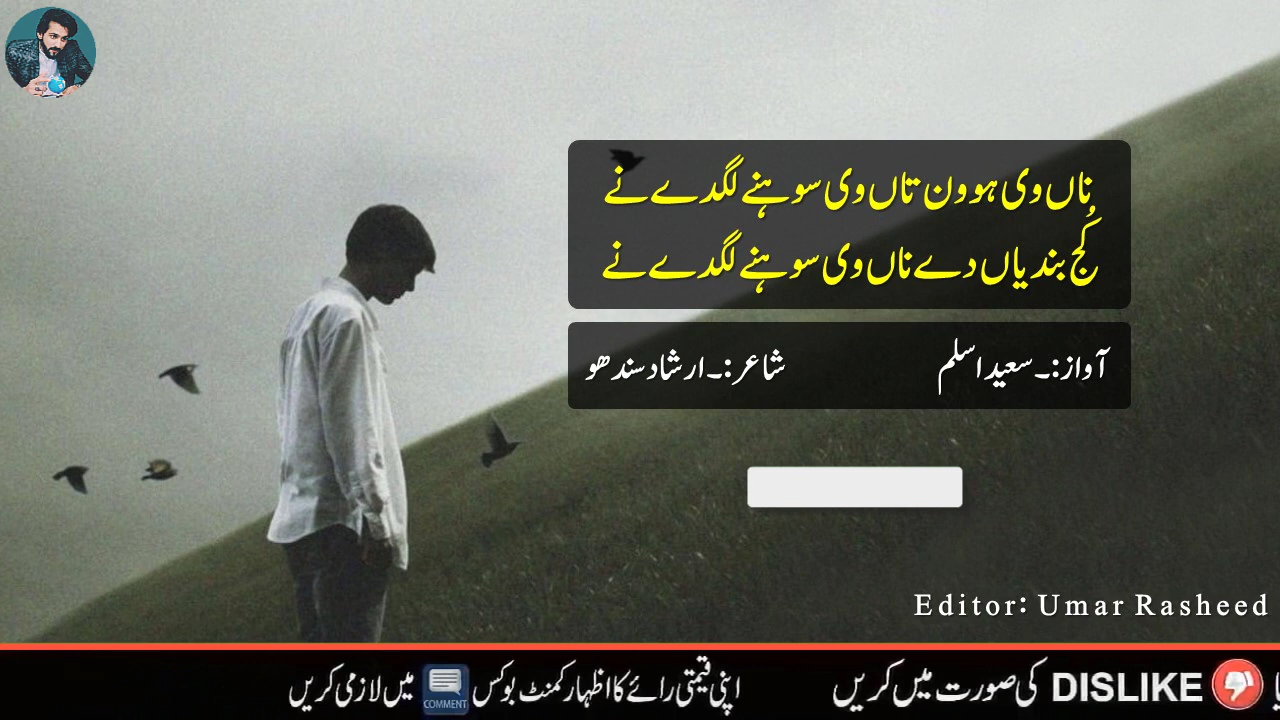 ناں وی ہوون تاں وی سوہنے لگدے نے
کُج بندیاں دے ناں وی سوہنے لگدے نے
آواز:۔سعید اسلم
شاعر:۔ارشاد سندھو
Editor: Umar Rasheed
DISLIKE کی صورت میں کریں
اپنی قیمتی رائے کا اظہار کمنٹ بوکس COMMENT میں لازمی کریں